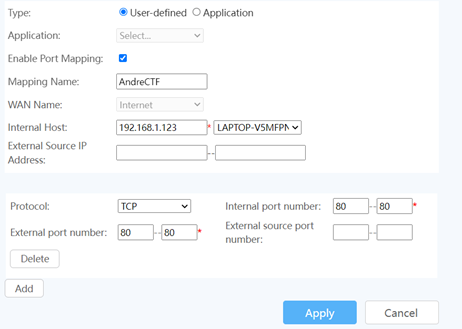 Type: User-defined Application
Application: Select...
Enable Port Mapping:
Mapping Name: AndreCTF
WAN Name: Internet
Internal Host: 192.168.1.123 * LAPTOP-V5MFPN
External Source IP
Address: --
Protocol: TCP Internal port number: 80 -- 80 *
External port number: 80 -- 80 * External source port
number: --
Delete
Add
Apply Cancel